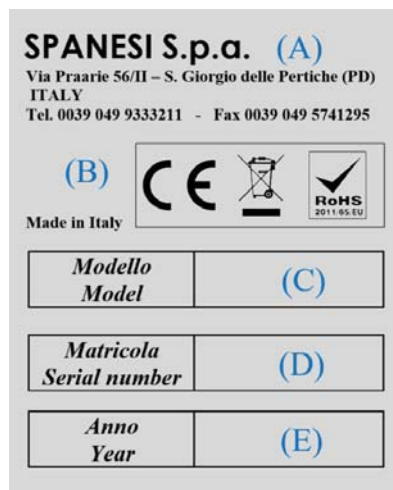 SPANESI S.p.a. (A)
Via Praarie 56/II – S. Giorgio delle Pertiche (PD)
ITALY
Tel. 0039 049 9333211 - Fax 0039 049 5741295
(B)
CE
RoHS
2011/65/EU
Made in Italy
Modello
Model
(C)
Matricola
Serial number
(D)
Anno
Year
(E)